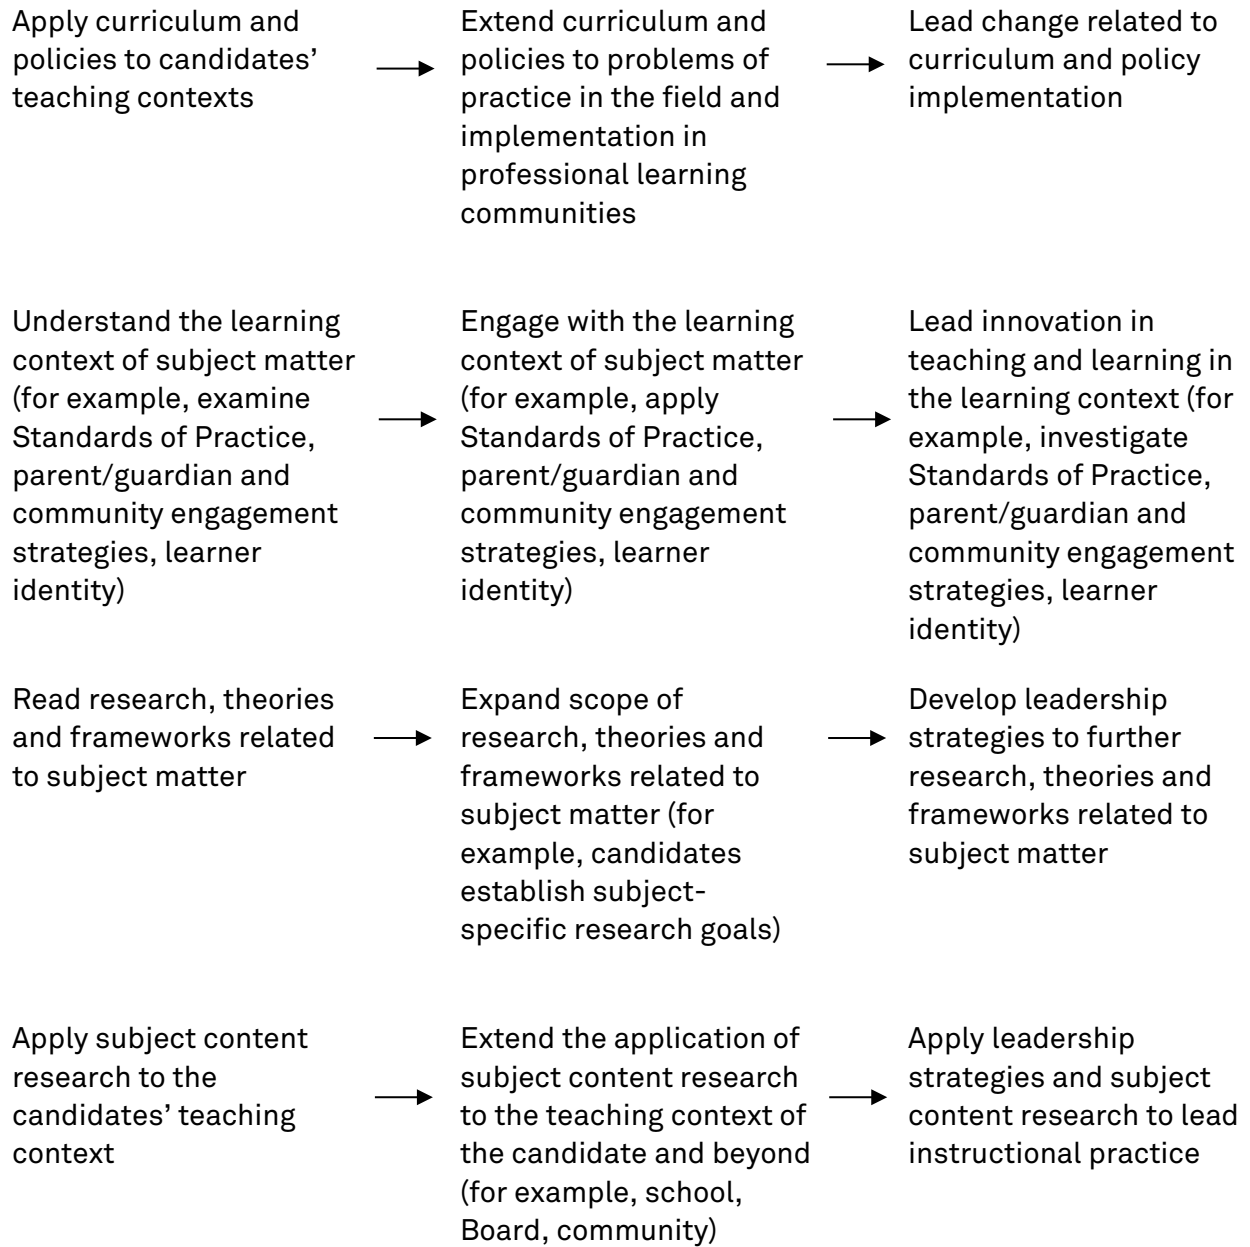 Apply curriculum and
policies to candidates’
teaching contexts
Extend curriculum and
policies to problems of
practice in the field and
implementation in
professional learning
communities
Lead change related to
curriculum and policy
implementation
Understand the learning
context of subject matter
(for example, examine
Standards of Practice,
parent/guardian and
community engagement
strategies, learner
identity)
Engage with the learning
context of subject matter
(for example, apply
Standards of Practice,
parent/guardian and
community engagement
strategies, learner
identity)
Lead innovation in
teaching and learning in
the learning context (for
example, investigate
Standards of Practice,
parent/guardian and
community engagement
strategies, learner
identity)
Read research, theories
and frameworks related
to subject matter
Expand scope of
research, theories and
frameworks related to
subject matter (for
example, candidates
establish subject-
specific research goals)
Develop leadership
strategies to further
research, theories and
frameworks related to
subject matter
Apply subject content
research to the
candidates’ teaching
context
Extend the application of
subject content research
to the teaching context of
the candidate and beyond
(for example, school,
Board, community)
Apply leadership
strategies and subject
content research to lead
instructional practice